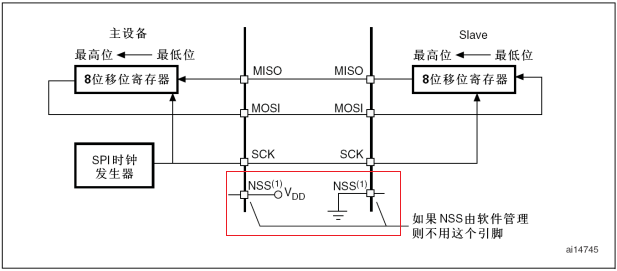 主设备
Slave
最高位 最低位
最高位 最低位
8位移位寄存器
MISO
MISO
8位移位寄存器
MOSI
MOSI
SPI时钟
发生器
SCK
SCK
NSS(1)
VDD
NSS(1)
如果NSS由软件管理
则不用这个引脚
ai14745